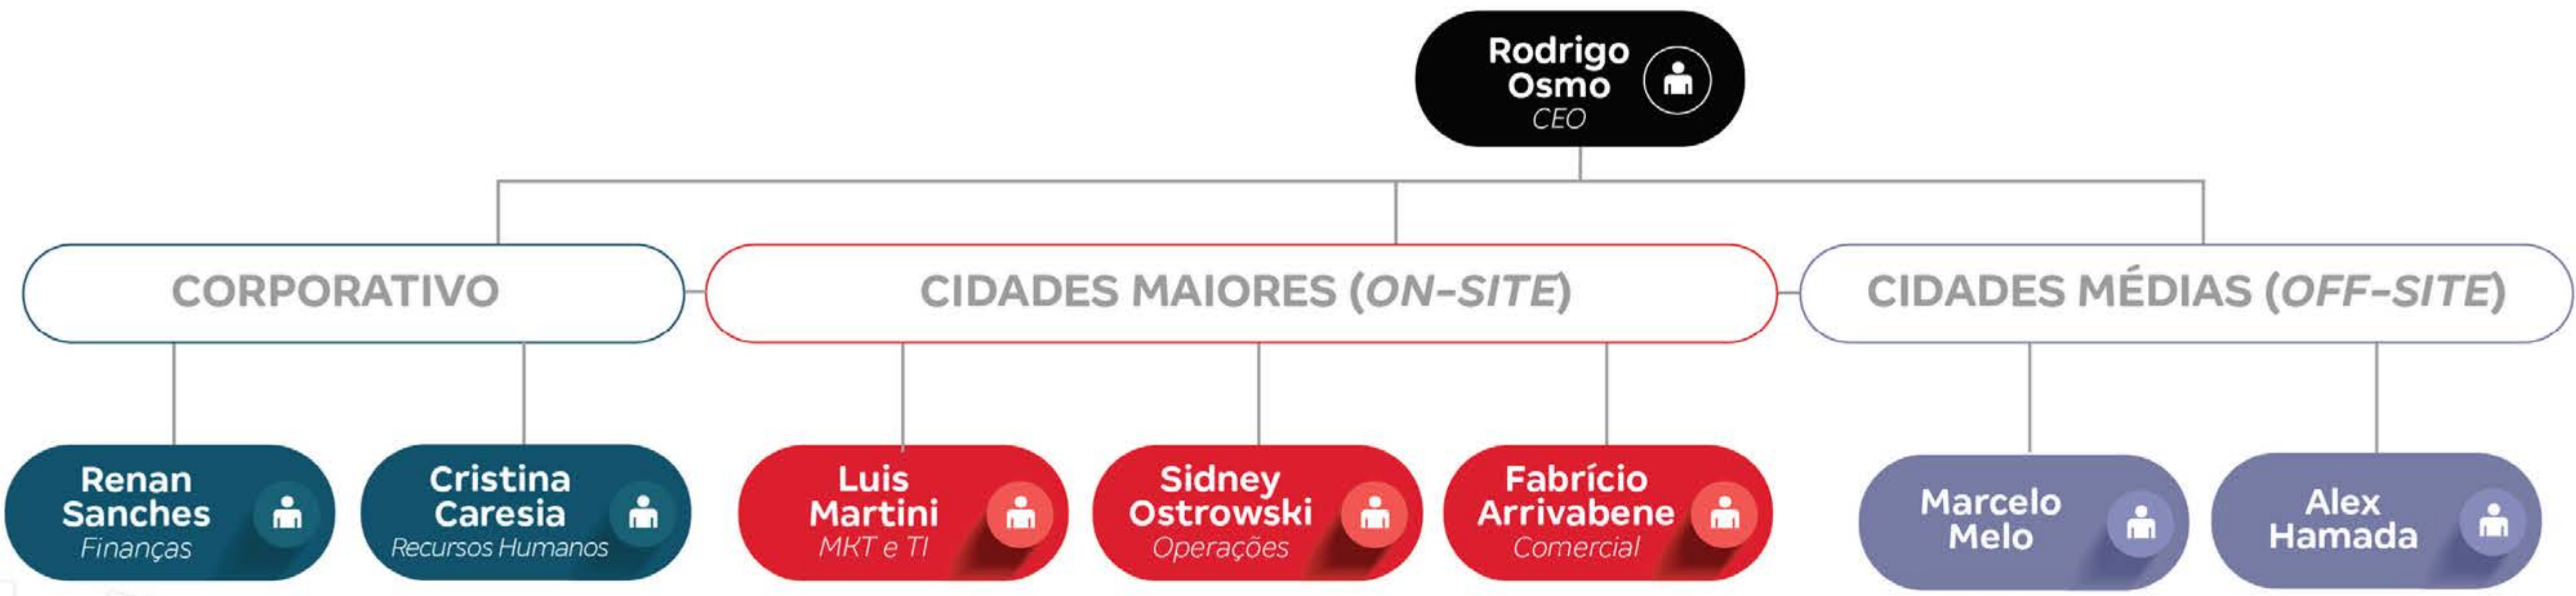 Rodrigo
Osmo
CEO
CORPORATIVO
CIDADES MAIORES (ON-SITE)
CIDADES MÉDIAS (OFF-SITE)
Renan
Sanches
Finanças
Cristina
Caresia
Recursos Humanos
Luis
Martini
MKT e TI
Sidney
Ostrowski
Operações
Fabrício
Arrivabene
Comercial
Marcelo
Melo
Alex
Hamada